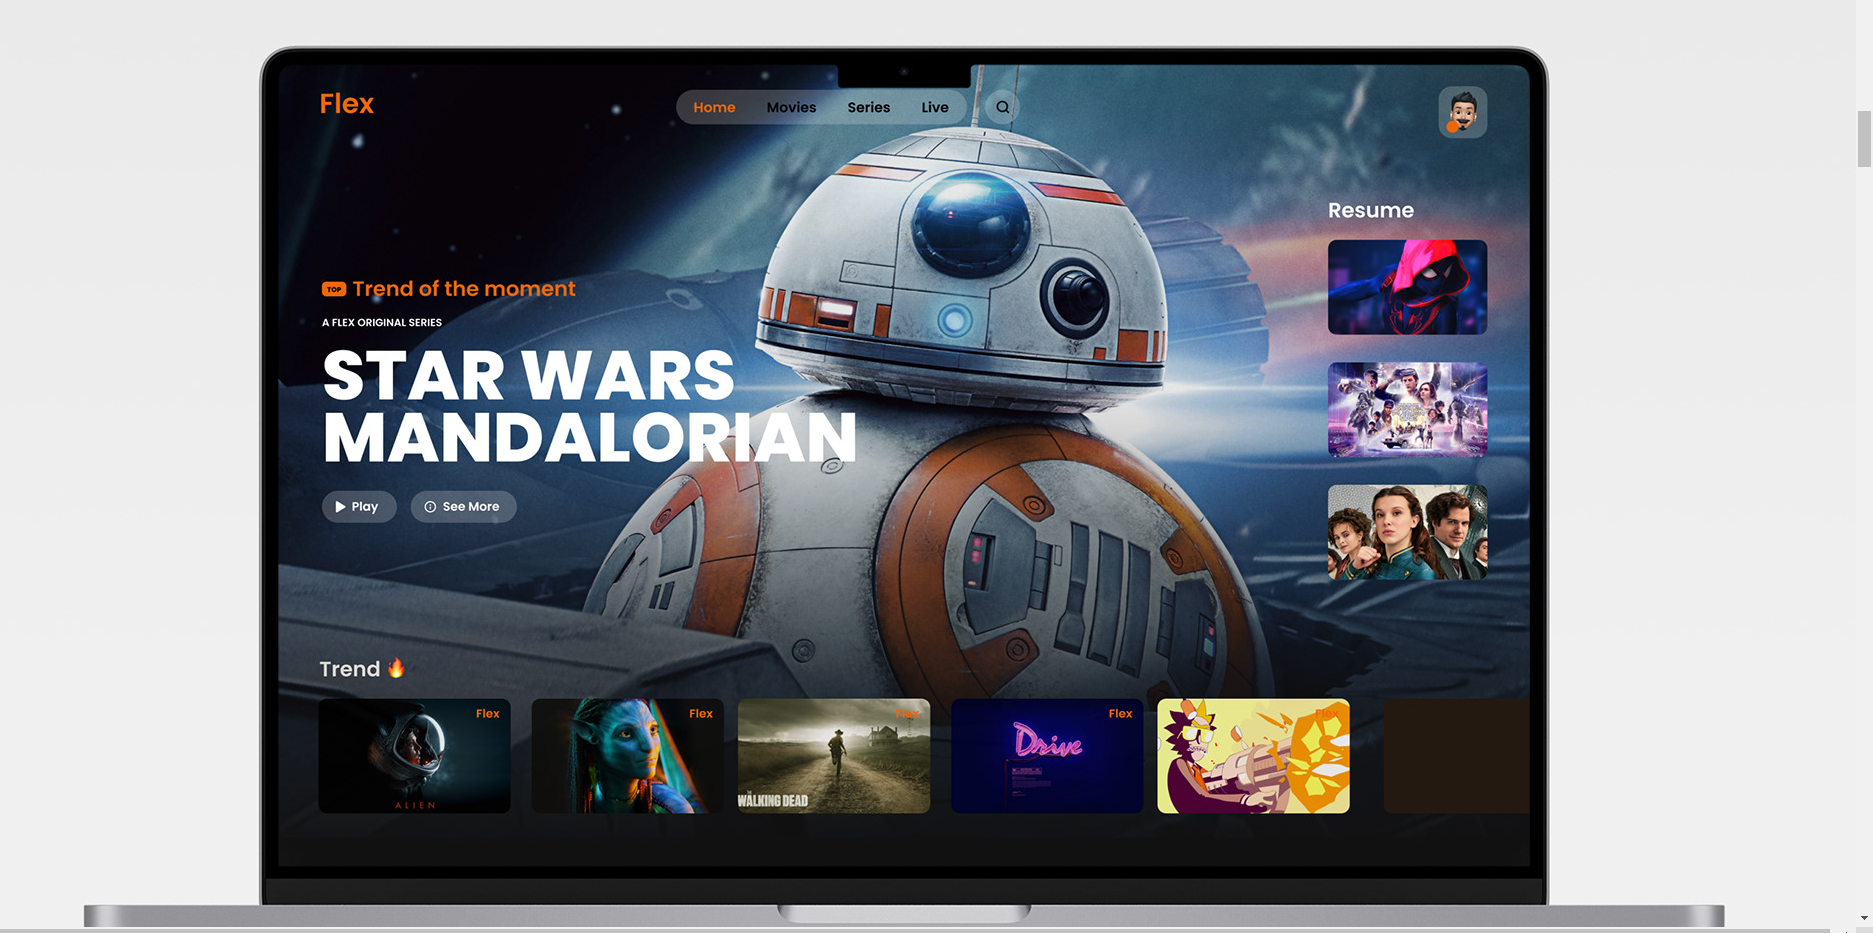 Flex
Home Movies Series Live
Resume
TOP Trend of the moment
A FLEX ORIGINAL SERIES
STAR WARS
MANDALORIAN
Play See More
Trend 🔥
Flex
ALIEN
Flex
Flex
THE
WALKING DEAD
Flex
Drive
Flex